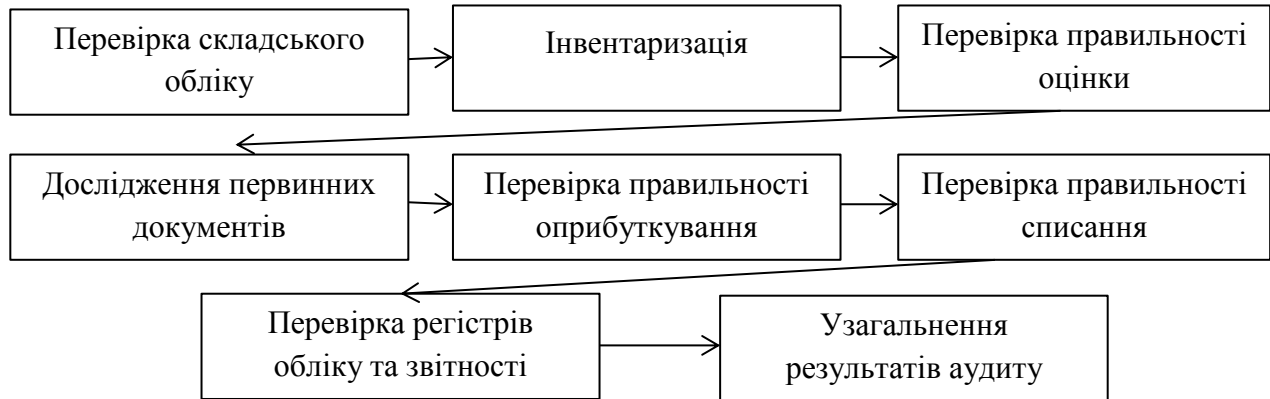 Перевірка складського
обліку
Інвентаризація
Перевірка правильності
оцінки
Дослідження первинних
документів
Перевірка правильності
оприбуткування
Перевірка правильності
списання
Перевірка регістрів
обліку та звітності
Узагальнення
результатів аудиту